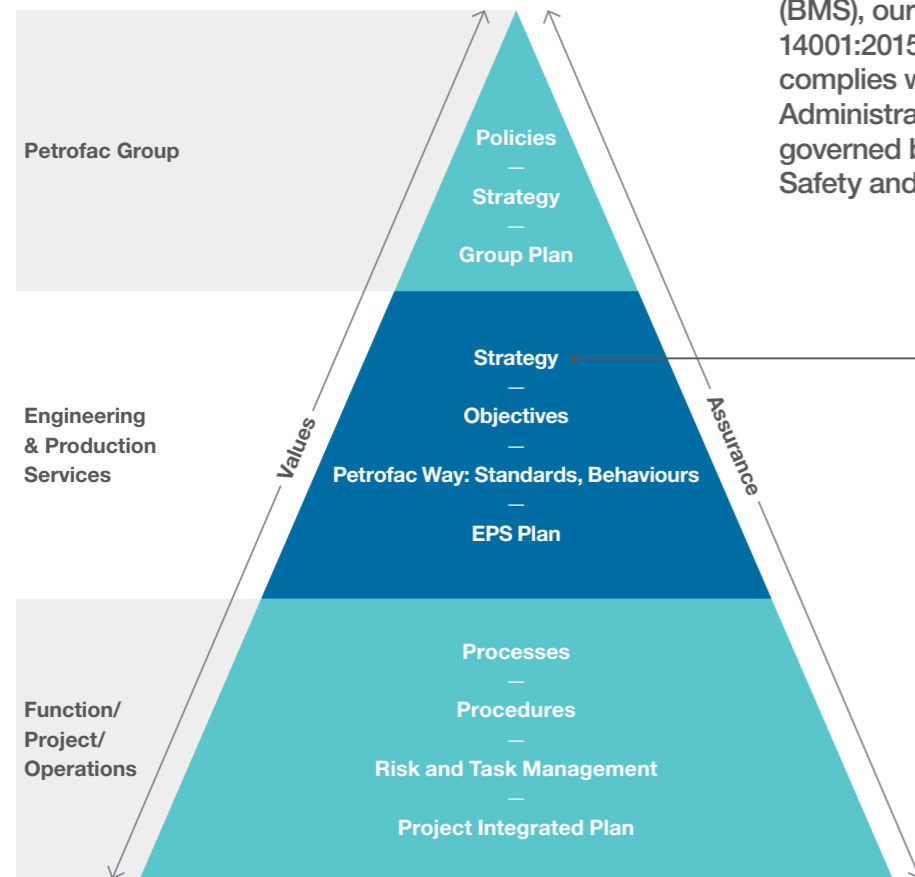 (BMS), our
14001:2015
complies w
Administra
governed b
Safety and
Petrofac Group
Policies
—
Strategy
—
Group Plan
Engineering
& Production
Services
Values
Strategy
—
Objectives
—
Petrofac Way: Standards, Behaviours
—
EPS Plan
Assurance
Function/
Project/
Operations
Processes
—
Procedures
—
Risk and Task Management
—
Project Integrated Plan